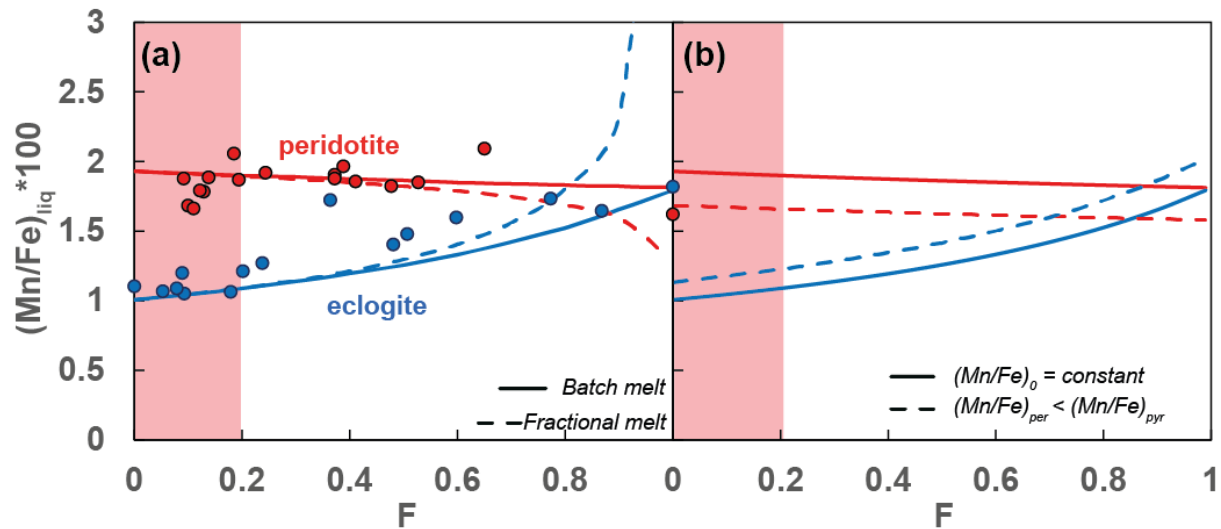 (a)
(b)
3
2.5
2
1.5
1
0.5
0
(Mn/Fe)liq*100
peridotite
eclogite
Batch melt
Fractional melt
(Mn/Fe)0 = constant
(Mn/Fe)per < (Mn/Fe)pyr
0 0.2 0.4 0.6 0.8 0 0.2 0.4 0.6 0.8 1
F F